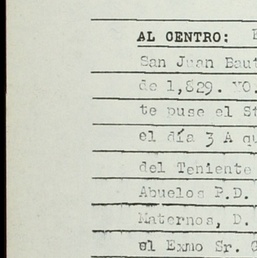 AL CENTRO:
San Juan Baut
de 1,829. YO.
te puse el St
el día 3 A qu
del Teniente
Abuelos P.D.
Maternos, D.
el Exmo Sr. G